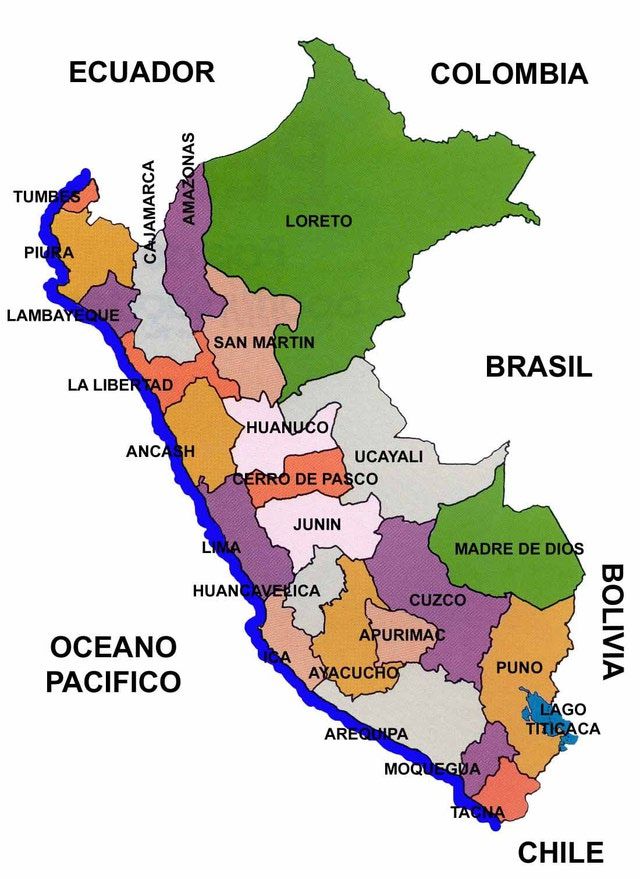 ECUADOR
COLOMBIA
TUMBES
CAJAMARCA
AMAZONAS
LORETO
PIURA
LAMBAYEQUE
SAN MARTIN
BRASIL
LA LIBERTAD
HUANUCO
ANCASH
UCAYALI
CERRO DE PASCO
JUNIN
LIMA
MADRE DE DIOS
HUANCAVELICA
CUZCO
BOLIVIA
APURIMAC
OCEANO
PACIFICO
ICA
AYACUCHO
PUNO
LAGO
TITICACA
AREQUIPA
MOQUEGUA
TACNA
CHILE